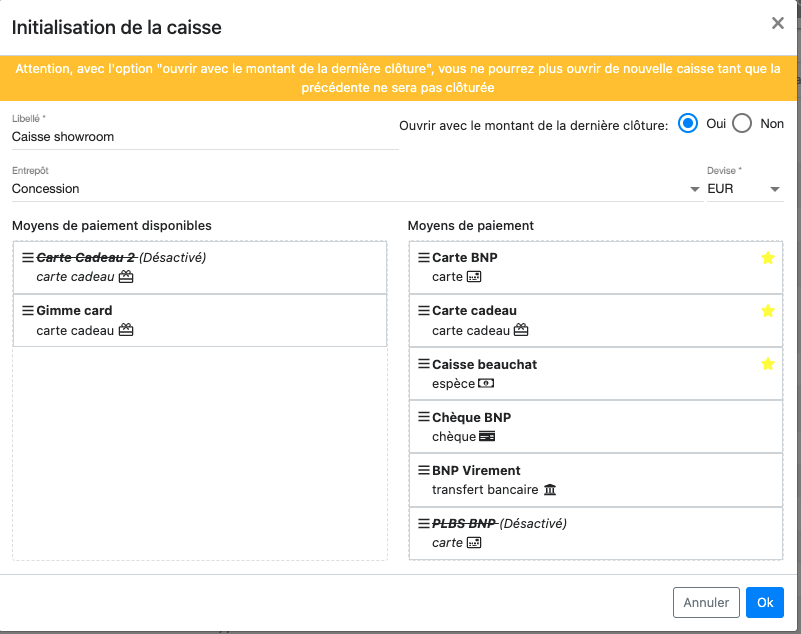 Initialisation de la caisse
Attention, avec l'option "ouvrir avec le montant de la dernière clôture", vous ne pourrez plus ouvrir de nouvelle caisse tant que la
précédente ne sera pas clôturée
Libellé *
Caisse showroom
Ouvrir avec le montant de la dernière clôture: Oui Non
Entrepôt
Concession
Devise *
EUR
Moyens de paiement disponibles
Carte Cadeau 2 (Désactivé)
carte cadeau
Gimme card
carte cadeau
Moyens de paiement
Carte BNP
carte
Carte cadeau
carte cadeau
Caisse beauchat
espèce
Chèque BNP
chèque
BNP Virement
transfert bancaire
PLBS BNP (Désactivé)
carte
Annuler
Ok